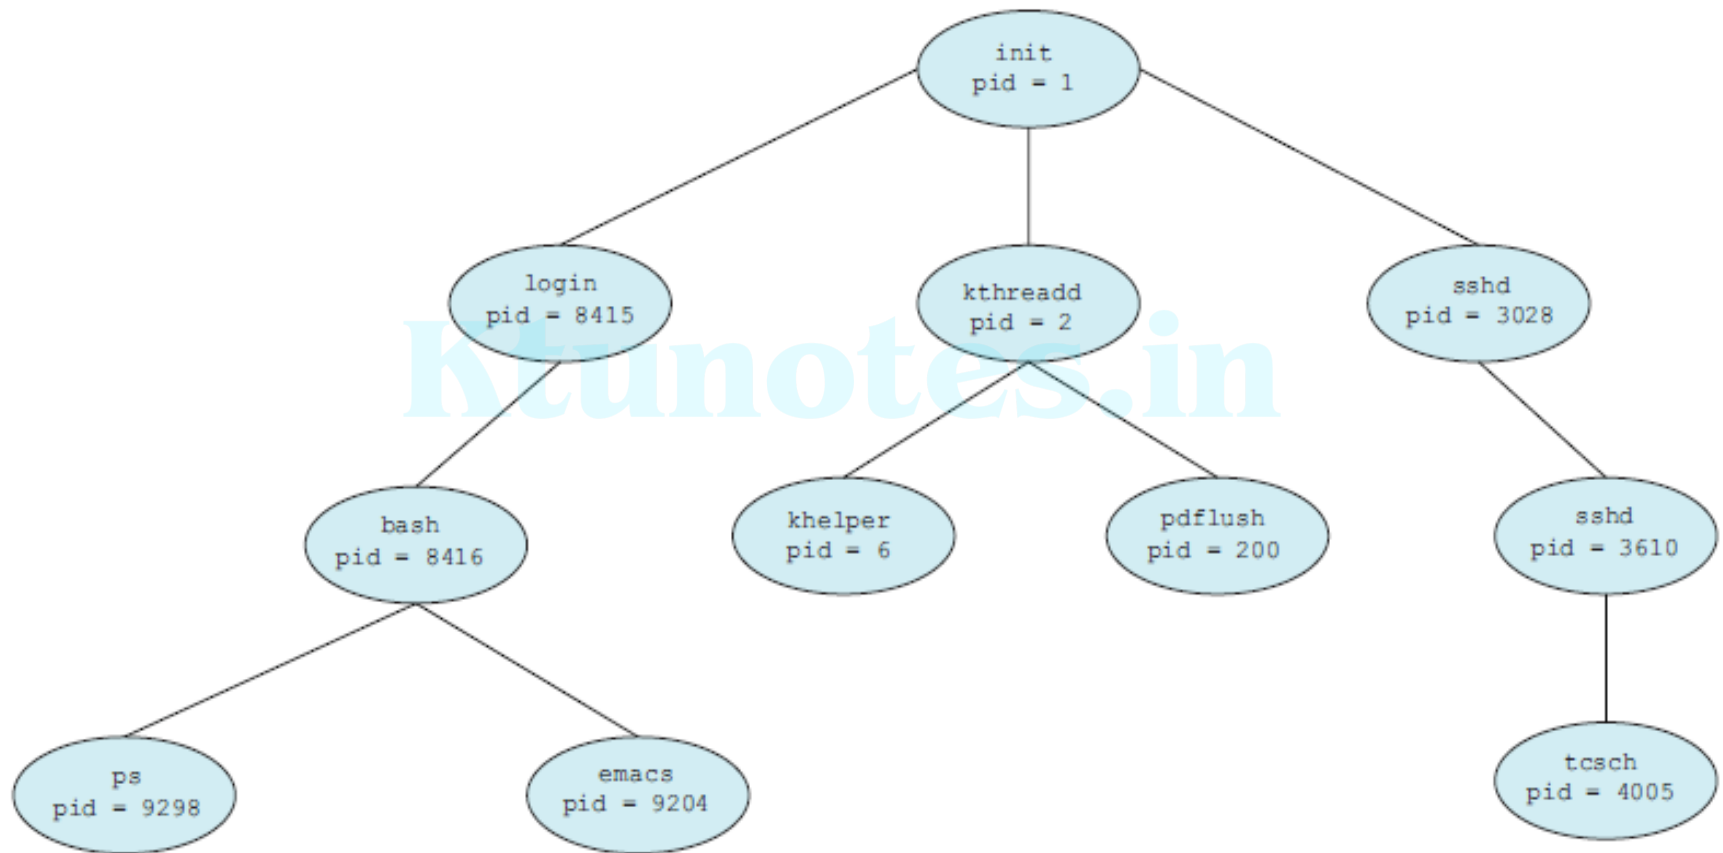 init
pid = 1
login
pid = 8415
kthreadd
pid = 2
sshd
pid = 3028
Ktunotes.in
bash
pid = 8416
khelper
pid = 6
pdflush
pid = 200
sshd
pid = 3610
ps
pid = 9298
emacs
pid = 9204
tcsch
pid = 4005